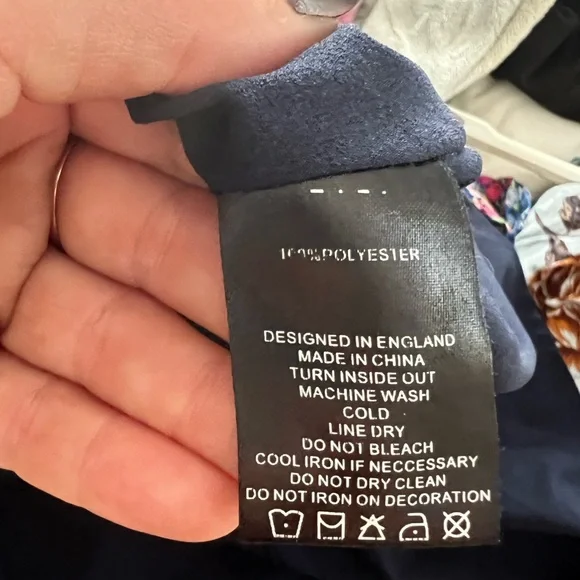 100%POLYESTER
DESIGNED IN ENGLAND
MADE IN CHINA
TURN INSIDE OUT
MACHINE WASH
COLD
LINE DRY
DO NOT BLEACH
COOL IRON IF NECCESSARY
DO NOT DRY CLEAN
DO NOT IRON ON DECORATION